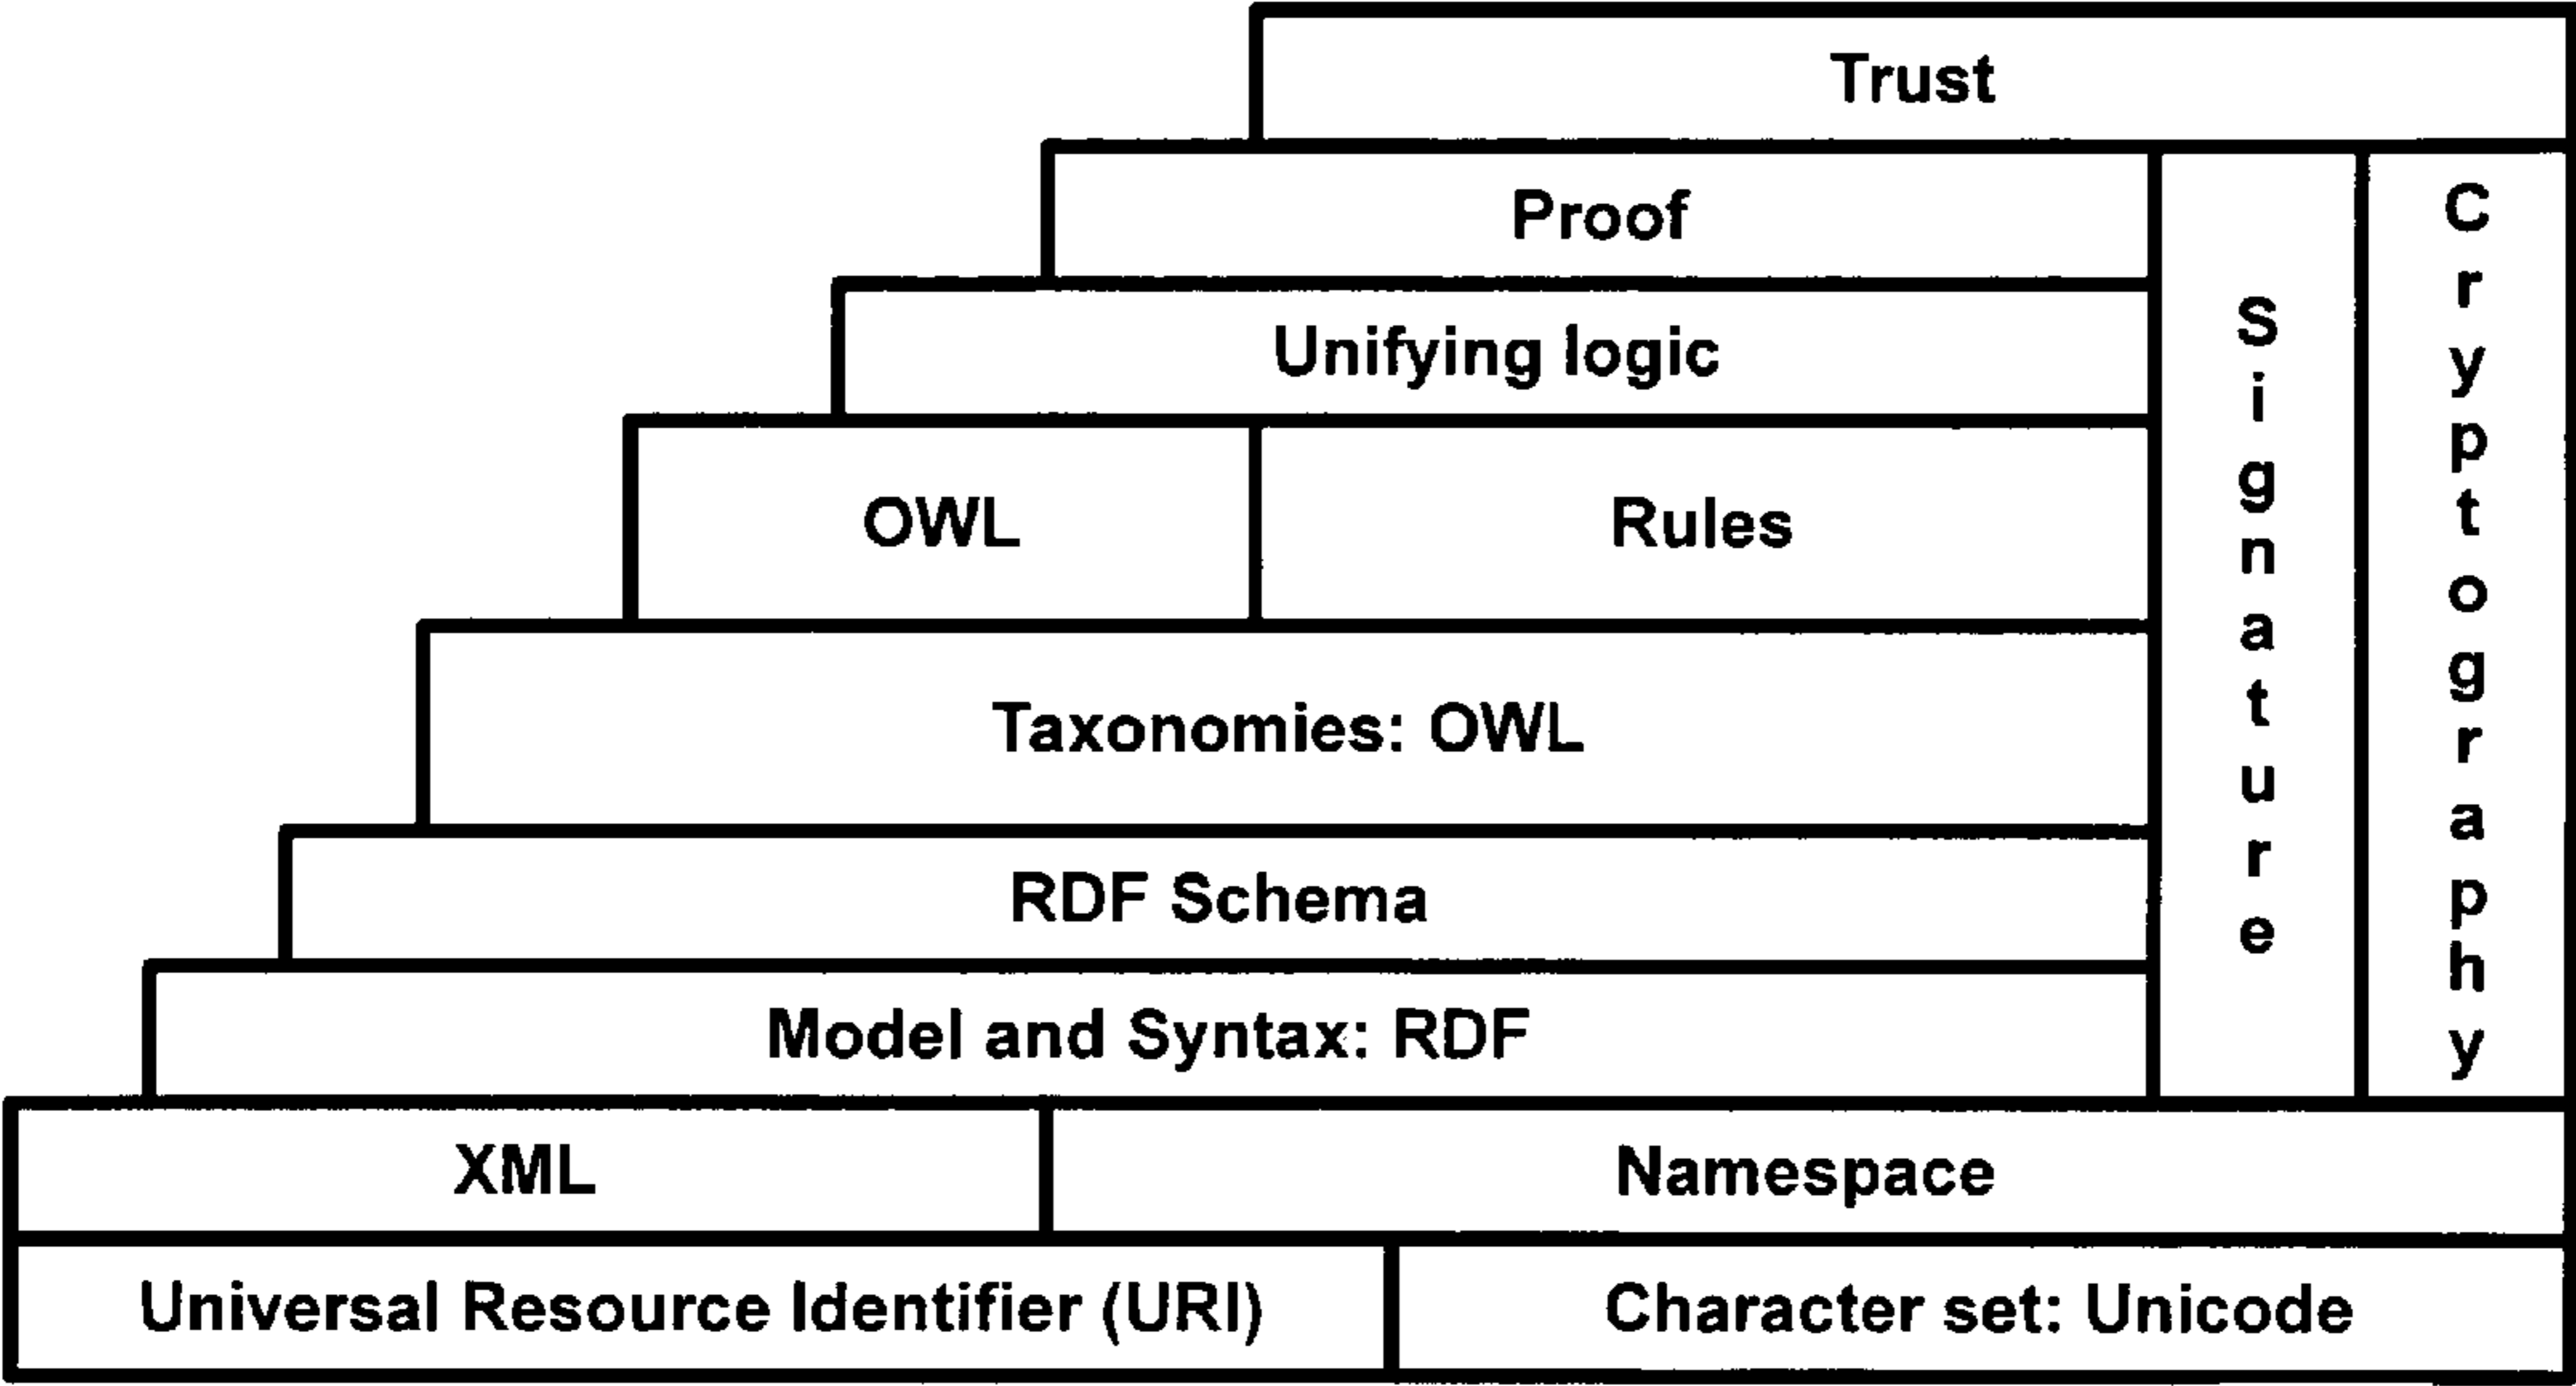 Trust
Proof
Unifying logic
OWL
Rules
Taxonomies: OWL
RDF Schema
Model and Syntax: RDF
Signature
Cryptography
XML
Namespace
Universal Resource Identifier (URI)
Character set: Unicode